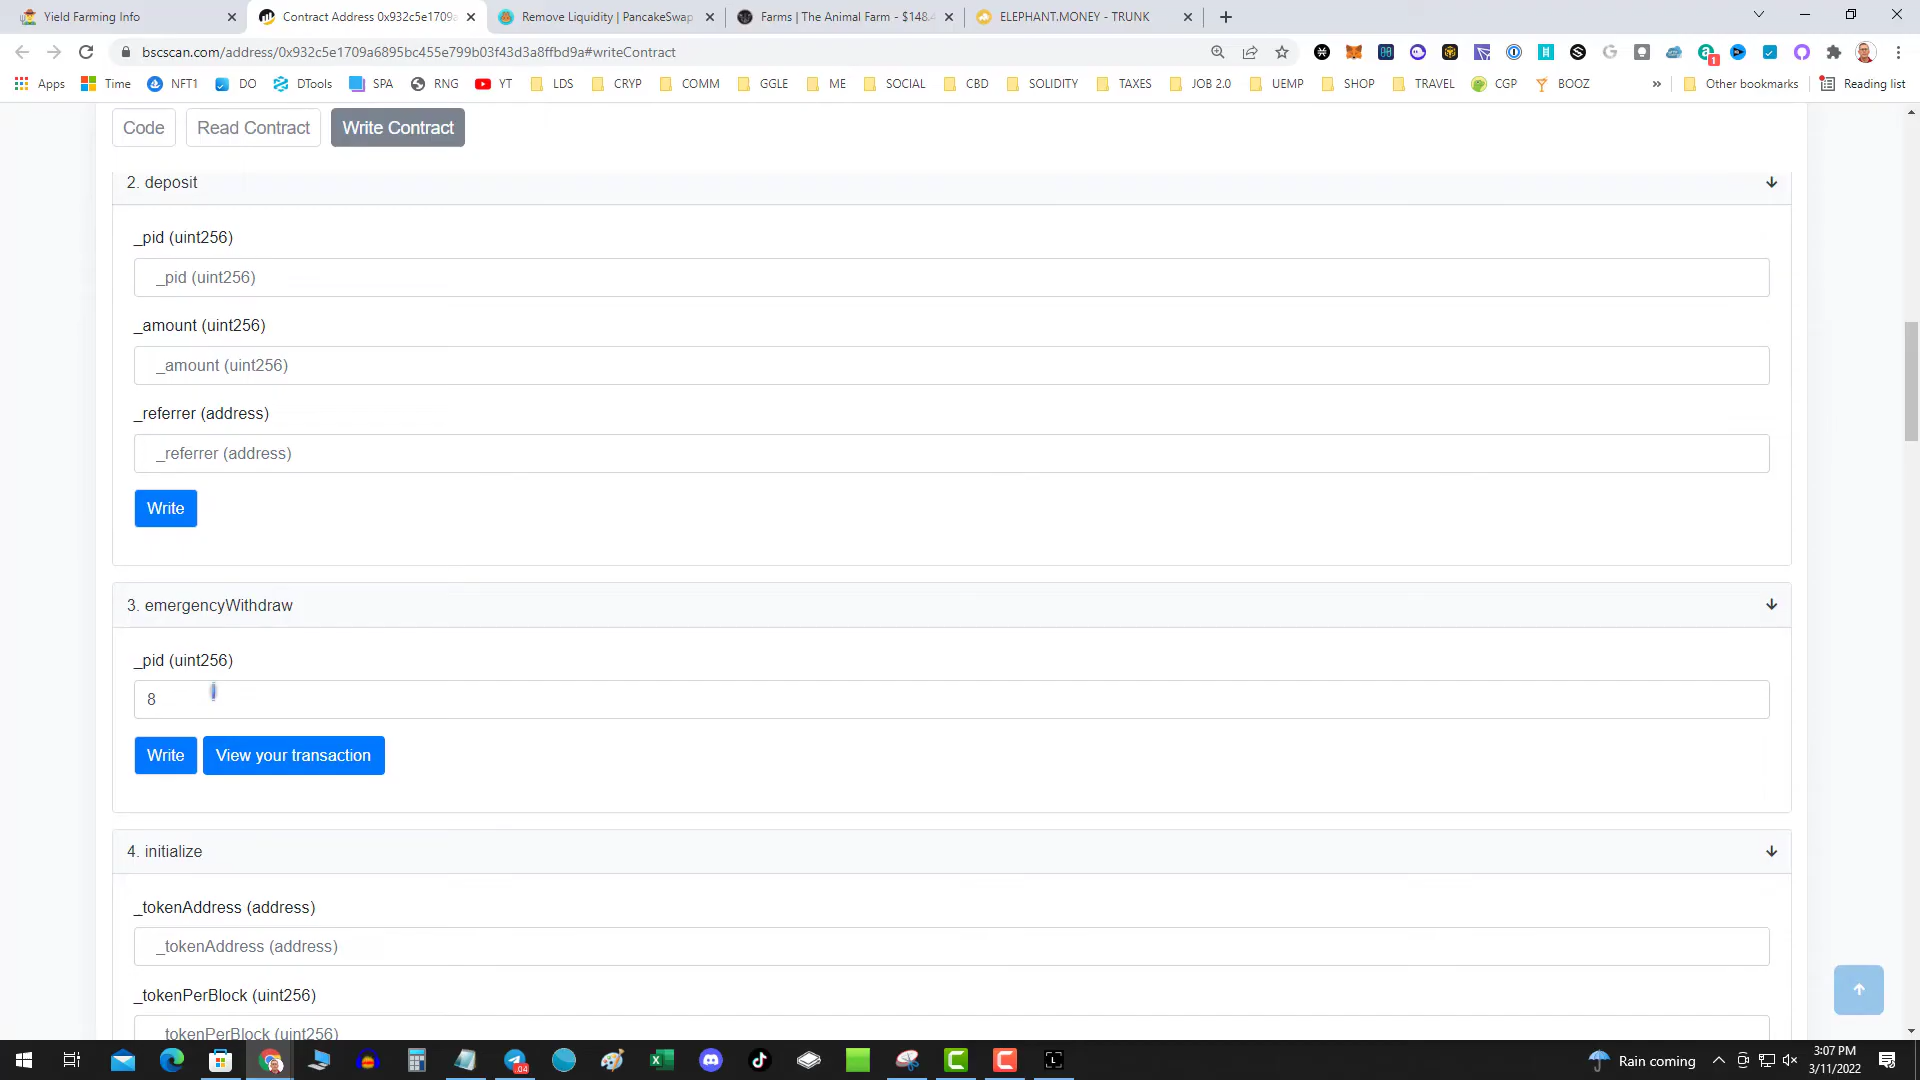 Yield Farming Info
Contract Address 0x932c5e1709a
Remove Liquidity | PancakeSwap
Farms | The Animal Farm - $148.
ELEPHANT.MONEY - TRUNK
bscscan.com/address/0x932c5e1709a6895bc455e799b03f43d3a8ffbd9a#writeContract
Apps Time NFT1 DO DTools SPA RNG YT LDS CRYP COMM GGLE ME SOCIAL CBD SOLIDITY TAXES JOB 2.0 UEMP SHOP TRAVEL CGP BOOZ » Other bookmarks Reading list
Code Read Contract Write Contract
2. deposit
_pid (uint256)
_pid (uint256)
_amount (uint256)
_amount (uint256)
_referrer (address)
_referrer (address)
Write
3. emergencyWithdraw
_pid (uint256)
8
Write View your transaction
4. initialize
_tokenAddress (address)
_tokenAddress (address)
_tokenPerBlock (uint256)
_tokenPerBlock (uint256)
Rain coming
3:07 PM
3/11/2022